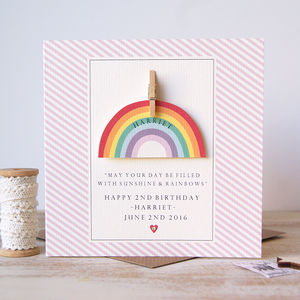 HARRIET
"MAY YOUR DAY BE FILLED
WITH SUNSHINE & RAINBOWS"
HAPPY 2ND BIRTHDAY
-HARRIET-
JUNE 2ND 2016